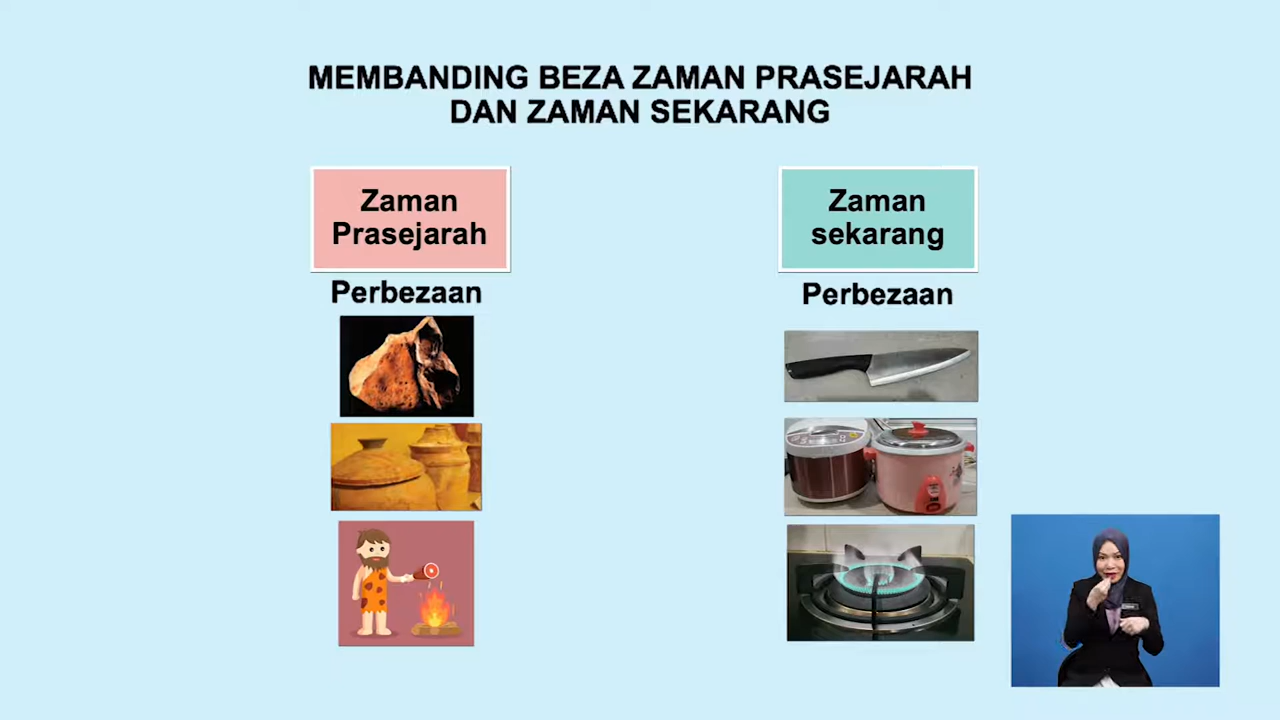 MEMBANDING BEZA ZAMAN PRASEJARAH
DAN ZAMAN SEKARANG
Zaman
Prasejarah
Perbezaan
Zaman
sekarang
Perbezaan